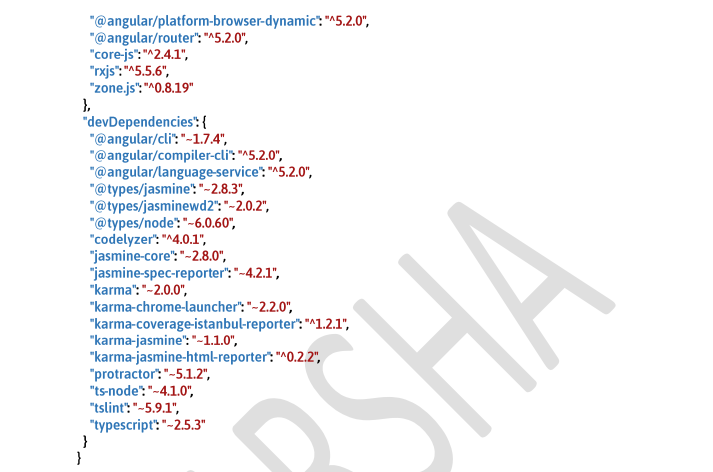 "@angular/platform-browser-dynamic": "^5.2.0",
"@angular/router": "^5.2.0",
"core-js": "^2.4.1",
"rxjs": "^5.5.6",
"zone.js": "^0.8.19"
},
"devDependencies": {
"@angular/cli": "~1.7.4",
"@angular/compiler-cli": "^5.2.0",
"@angular/language-service": "^5.2.0",
"@types/jasmine": "~2.8.3",
"@types/jasminewd2": "~2.0.2",
"@types/node": "~6.0.60",
"codelyzer": "^4.0.1",
"jasmine-core": "~2.8.0",
"jasmine-spec-reporter": "~4.2.1",
"karma": "~2.0.0",
"karma-chrome-launcher": "~2.2.0",
"karma-coverage-istanbul-reporter": "^1.2.1",
"karma-jasmine": "~1.1.0",
"karma-jasmine-html-reporter": "^0.2.2",
"protractor": "~5.1.2",
"ts-node": "~4.1.0",
"tslint": "~5.9.1",
"typescript": "~2.5.3"
}
}